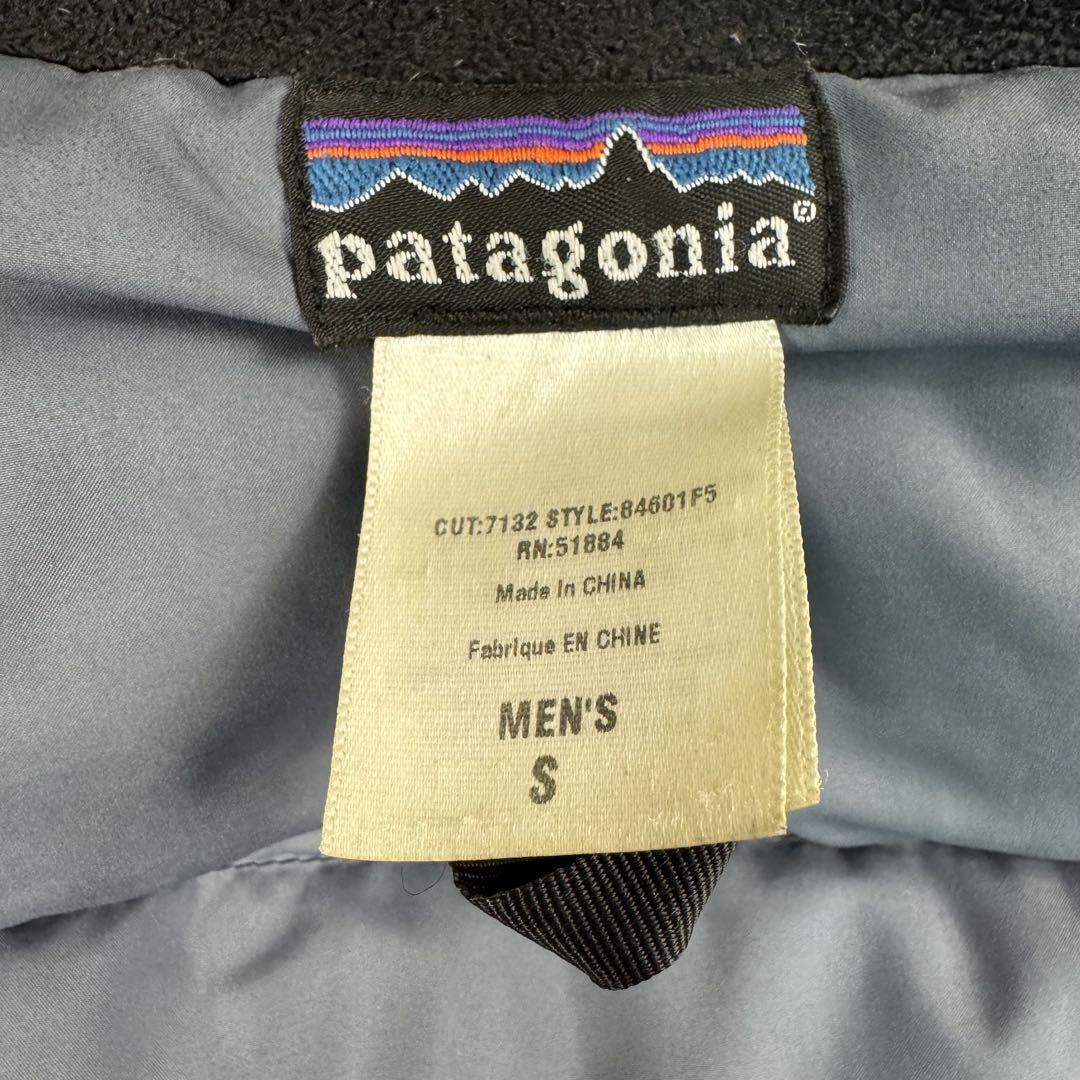 patagonia®
CUT:7132 STYLE:84601F5
RN:51884
Made In CHINA
Fabrique EN CHINE
MEN'S
S